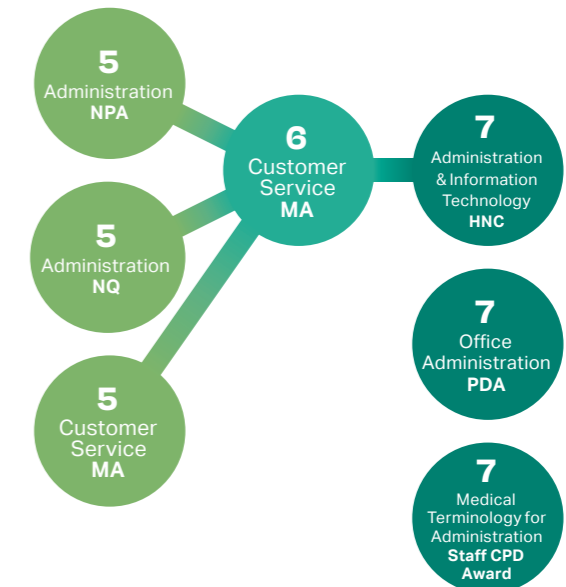 5
Administration
NPA
5
Administration
NQ
5
Customer
Service
MA
6
Customer
Service
MA
7
Administration
& Information
Technology
HNC
7
Office
Administration
PDA
7
Medical
Terminology for
Administration
Staff CPD
Award